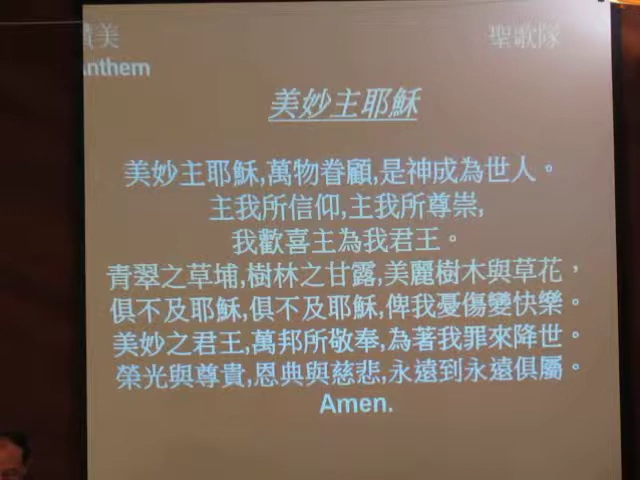 讚美
聖歌隊
Anthem
美妙主耶穌
美妙主耶穌,萬物眷顧,是神成為世人。
主我所信仰,主我所尊崇,
我歡喜主為我君王。
青翠之草埔,樹林之甘露,美麗樹木與草花，
俱不及耶穌,俱不及耶穌,俾我憂傷變快樂。
美妙之君王,萬邦所敬奉,為著我罪來降世。
榮光與尊貴,恩典與慈悲,永遠到永遠俱屬。
Amen.